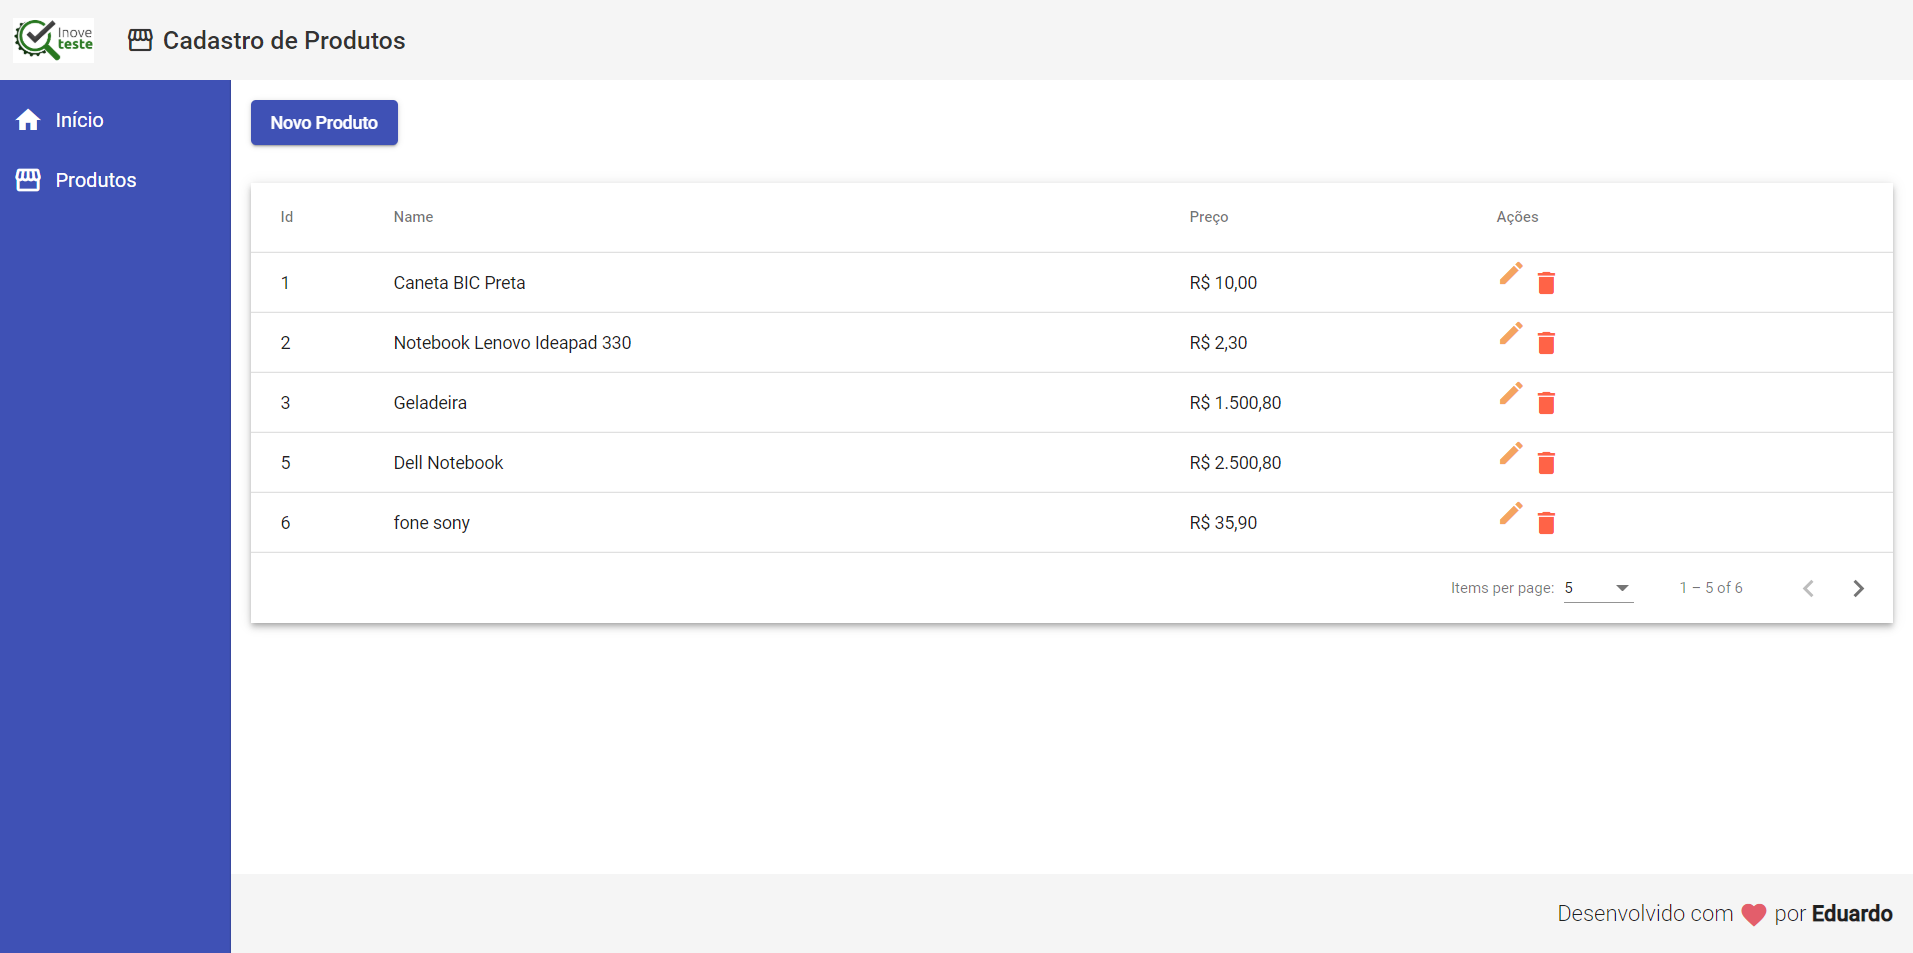 Inove
teste
Cadastro de Produtos
Início
Produtos
Novo Produto
Id Name Preço Ações
1 Caneta BIC Preta R$ 10,00
2 Notebook Lenovo Ideapad 330 R$ 2,30
3 Geladeira R$ 1.500,80
5 Dell Notebook R$ 2.500,80
6 fone sony R$ 35,90
Items per page: 5 1 – 5 of 6
Desenvolvido com por Eduardo